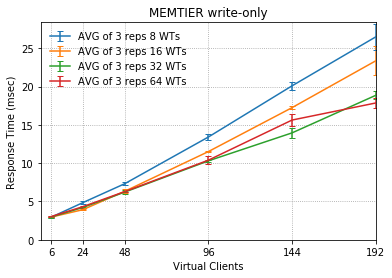 MEMTIER write-only
AVG of 3 reps 8 WTs
AVG of 3 reps 16 WTs
AVG of 3 reps 32 WTs
AVG of 3 reps 64 WTs
Response Time (msec)
25
20
15
10
5
0
6 24 48 96 144 192
Virtual Clients